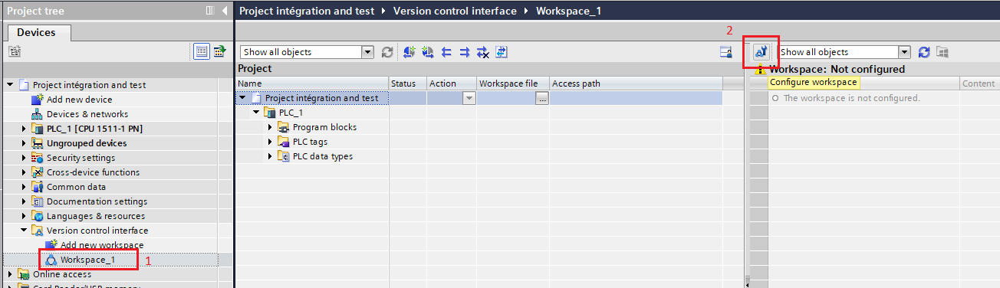 Project tree
Project intégration and test
Version control interface
Workspace_1
Devices
2
Show all objects
Show all objects
Project
Workspace: Not configured
Name
Status
Action
Workspace file
Access path
Configure workspace
Content
Project intégration and test
Project intégration and test
...
The workspace is not configured.
Add new device
Devices & networks
PLC_1
PLC_1 [CPU 1511-1 PN]
Program blocks
Ungrouped devices
PLC tags
Security settings
PLC data types
Cross-device functions
Common data
Documentation settings
Languages & resources
Version control interface
Add new workspace
Workspace_1
1
Online access
Card Reader/USB memory